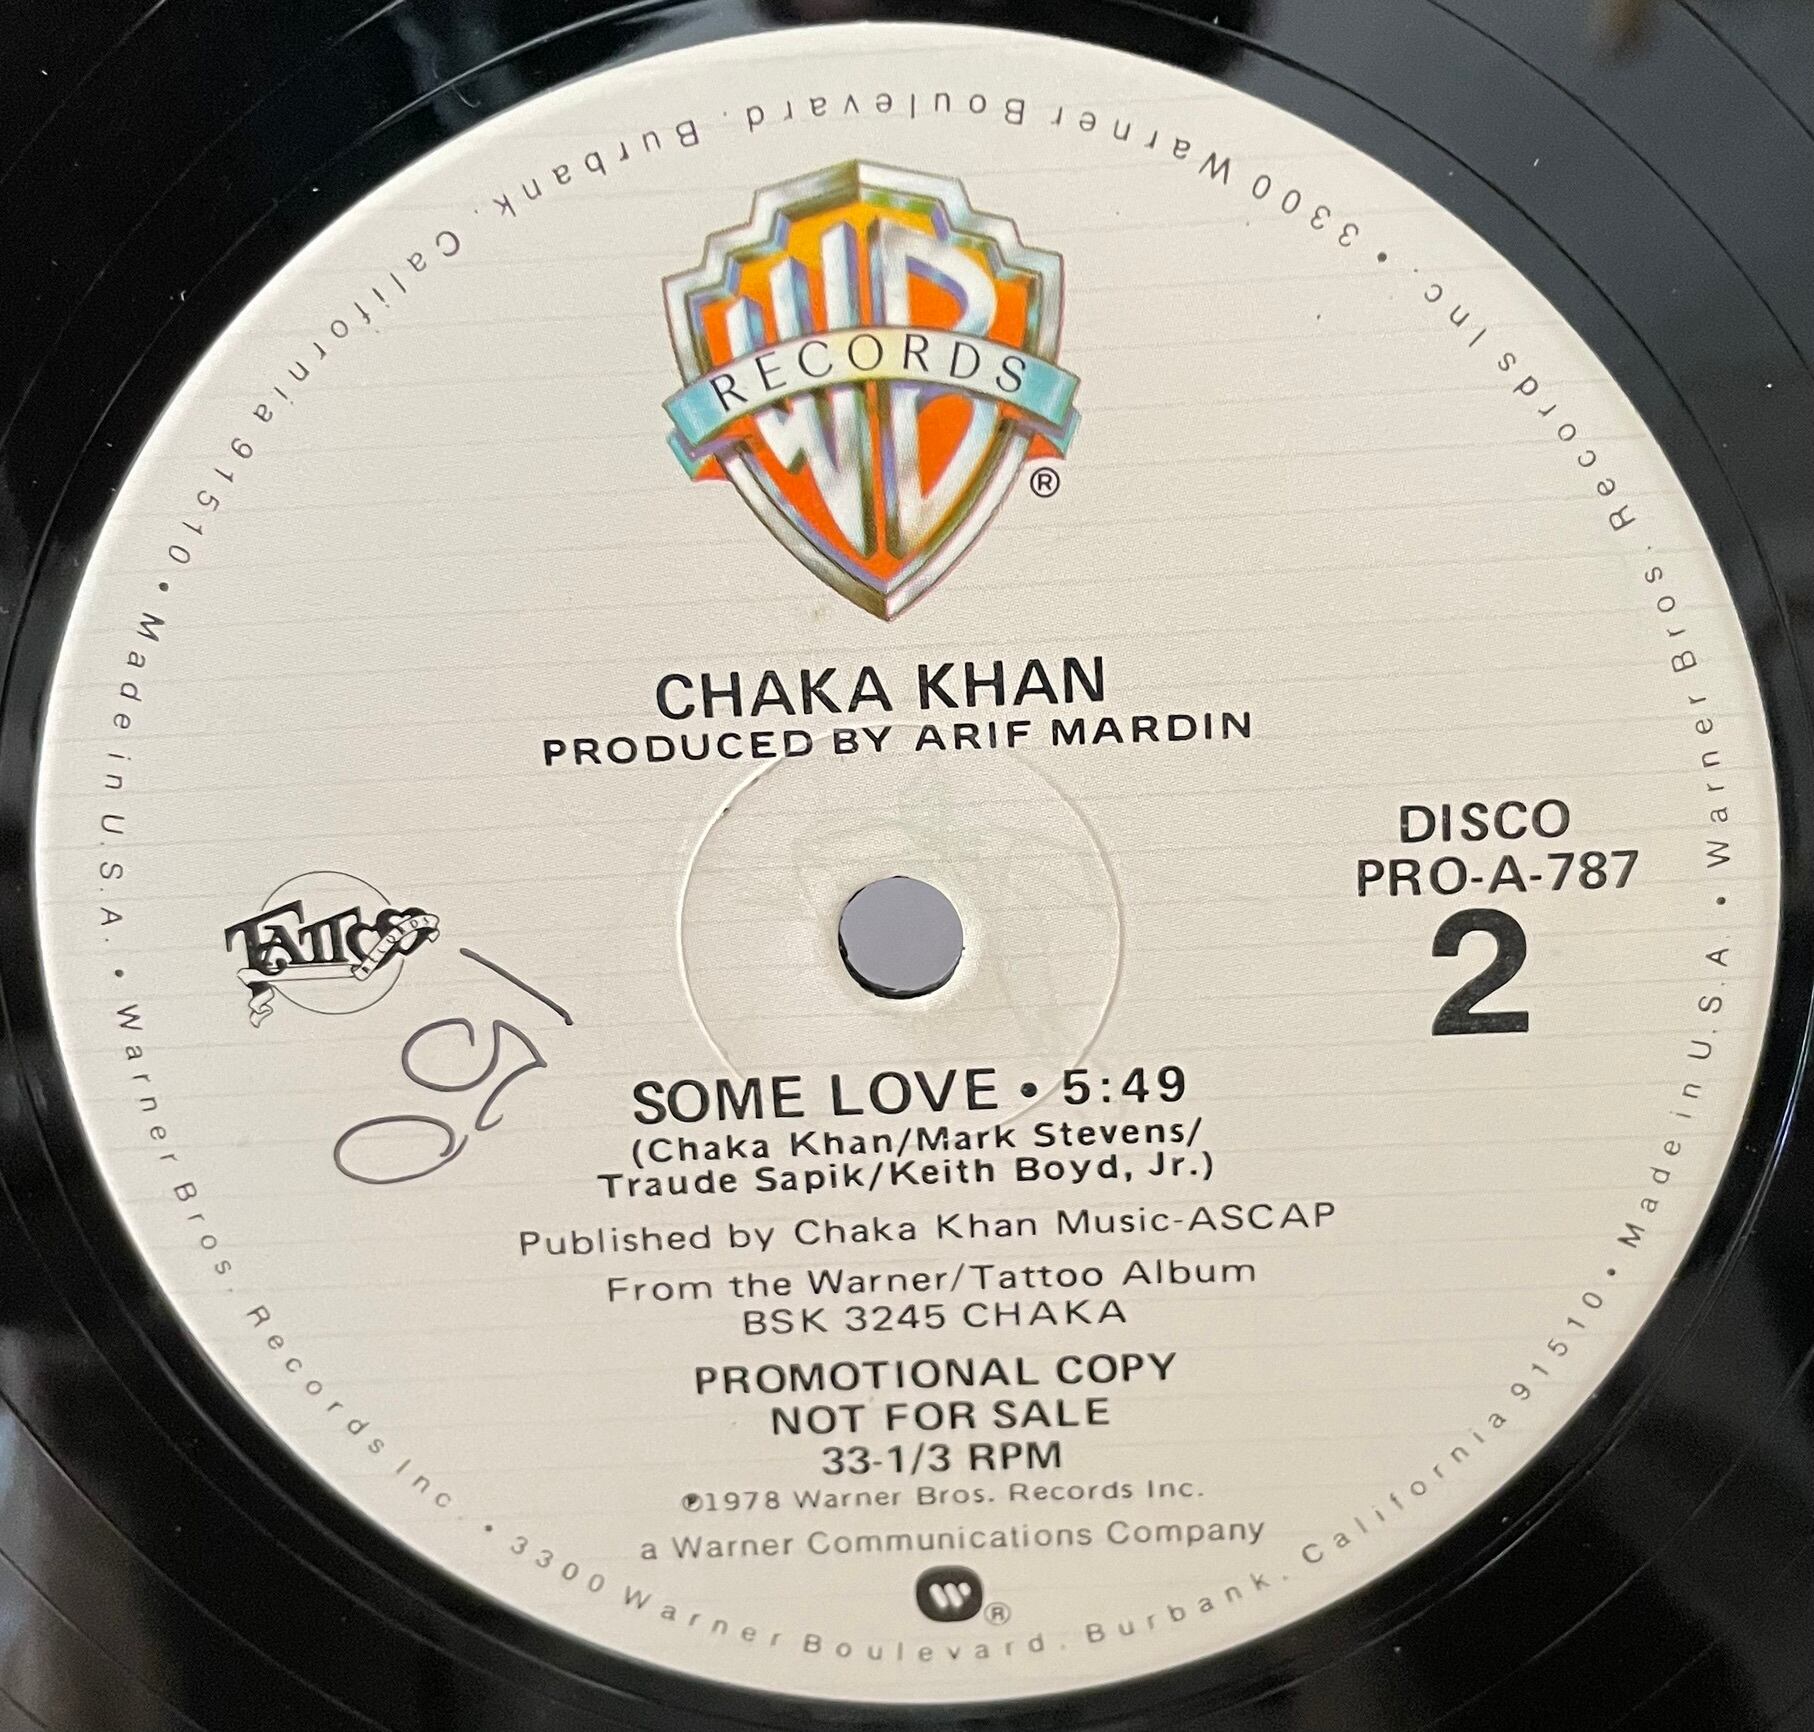 WB
RECORDS
®
CHAKA KHAN
PRODUCED BY ARIF MARDIN
DISCO
PRO-A-787
2
TATTOO
RECORDS
SOME LOVE • 5:49
(Chaka Khan/Mark Stevens/
Traude Sapik/Keith Boyd, Jr.)
Published by Chaka Khan Music-ASCAP
From the Warner/Tattoo Album
BSK 3245 CHAKA
PROMOTIONAL COPY
NOT FOR SALE
33-1/3 RPM
℗1978 Warner Bros. Records Inc.
a Warner Communications Company
W®
Made in U.S.A. • Warner Bros. Records Inc. • 3300 Warner Boulevard. Burbank. California 91510 • Made in U.S.A. • Warner Bros. Records Inc. • 3300 Warner Boulevard. Burbank. California 91510 •